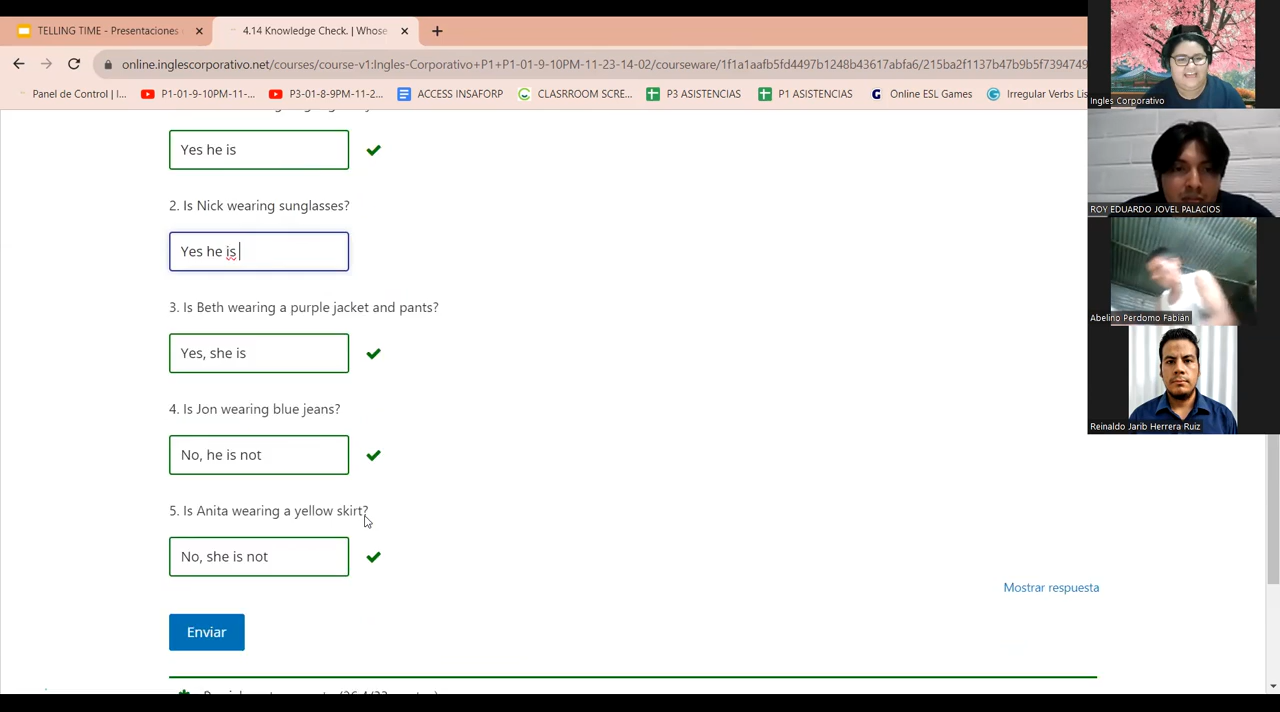 TELLING TIME - Presentaciones
4.14 Knowledge Check. | Whose
online.inglescorporativo.net/courses/course-v1:Ingles-Corporativo+P1+P1-01-9-10PM-11-23-14-02/courseware/1f1a1aafb5fd4497b1248b43617abfa6/215ba2f1137b47b9b5f7394749
Panel de Control | I...
P1-01-9-10PM-11-...
P3-01-8-9PM-11-2...
ACCESS INSAFORP
CLASRROOM SCRE...
P3 ASISTENCIAS
P1 ASISTENCIAS
Online ESL Games
Irregular Verbs Lis
Yes he is
2. Is Nick wearing sunglasses?
Yes he is
3. Is Beth wearing a purple jacket and pants?
Yes, she is
4. Is Jon wearing blue jeans?
No, he is not
5. Is Anita wearing a yellow skirt?
No, she is not
Mostrar respuesta
Enviar
Ingles Corporativo
ROY EDUARDO JOVEL PALACIOS
Abelino Perdomo Fabián
Reinaldo Jarib Herrera Ruiz